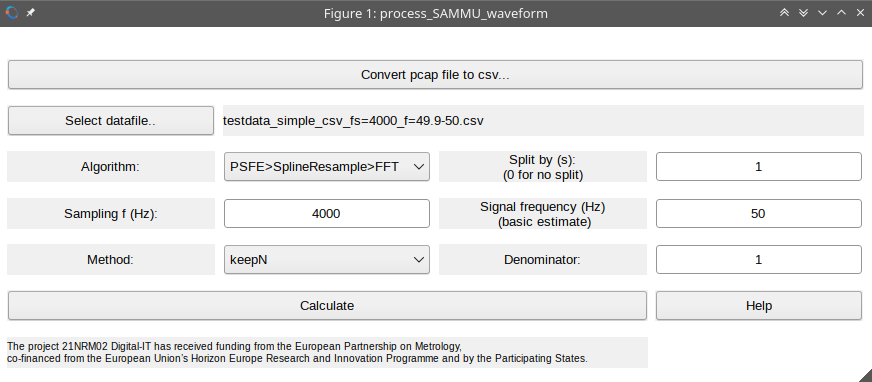 Figure 1: process_SAMMU_waveform
Convert pcap file to csv...
Select datafile..
testdata_simple_csv_fs=4000_f=49.9-50.csv
Algorithm:
PSFE>SplineResample>FFT
Split by (s):
(0 for no split)
1
Sampling f (Hz):
4000
Signal frequency (Hz)
(basic estimate)
50
Method:
keepN
Denominator:
1
Calculate
Help
The project 21NRM02 Digital-IT has received funding from the European Partnership on Metrology,
co-financed from the European Union's Horizon Europe Research and Innovation Programme and by the Participating States.